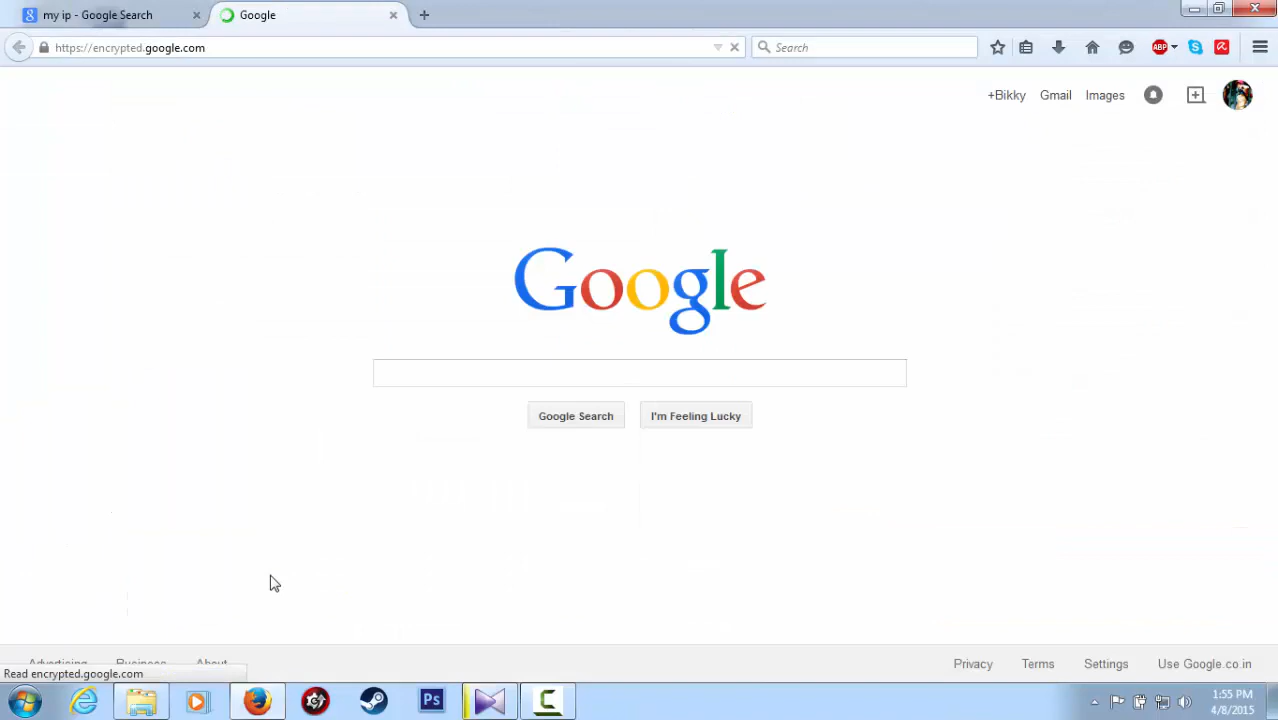 my ip - Google Search
Google
https://encrypted.google.com
Search
ABP
+Bikky Gmail Images
Google
Google Search
I'm Feeling Lucky
Advertising Business About
Privacy Terms Settings Use Google.co.in
Read encrypted.google.com
Ps
1:55 PM
4/8/2015